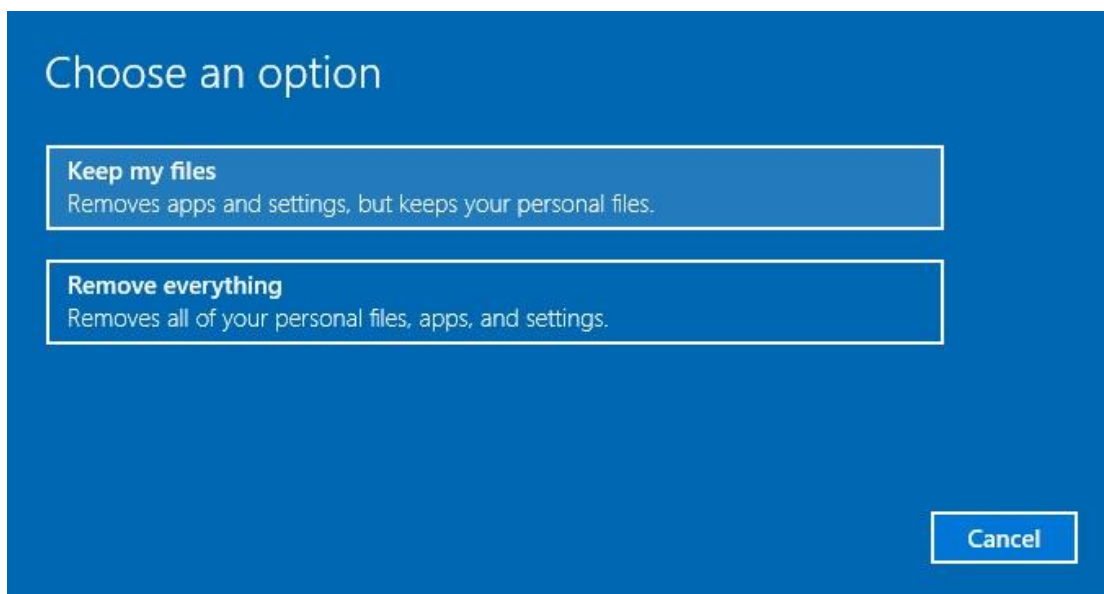 Choose an option
Keep my files
Removes apps and settings, but keeps your personal files.
Remove everything
Removes all of your personal files, apps, and settings.
Cancel